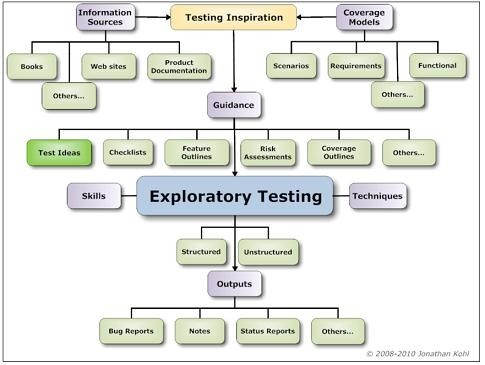 Information
Sources
Testing Inspiration
Coverage
Models
Books
Web sites
Product
Documentation
Others...
Scenarios
Requirements
Functional
Others...
Guidance
Test Ideas
Checklists
Feature
Outlines
Risk
Assessments
Coverage
Outlines
Others...
Skills
Exploratory Testing
Techniques
Structured
Unstructured
Outputs
Bug Reports
Notes
Status Reports
Others...
© 2008-2010 Jonathan Kohl